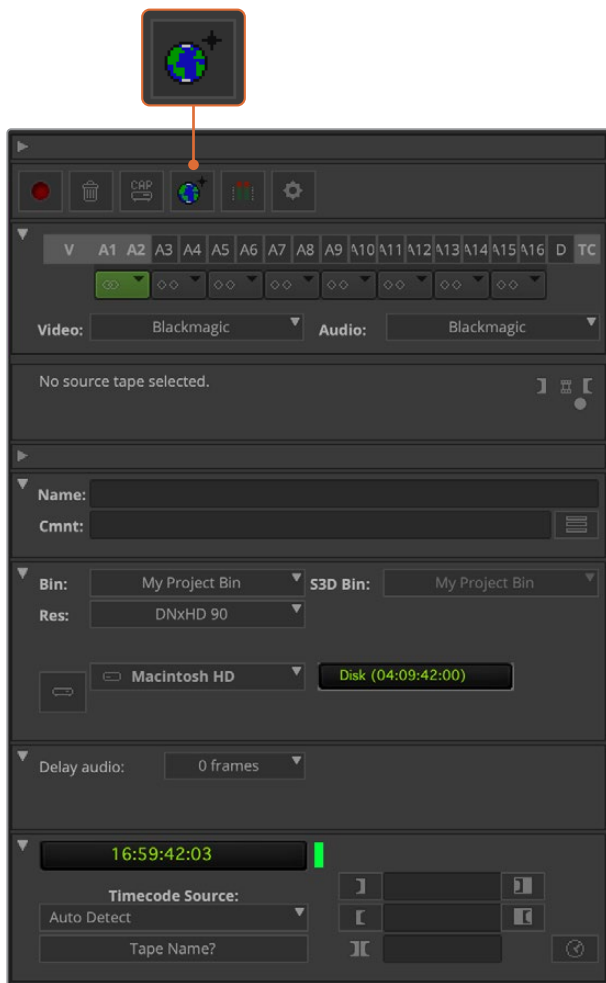 CAP
V A1 A2 A3 A4 A5 A6 A7 A8 A9 A10 A11 A12 A13 A14 A15 A16 D TC
Video: Blackmagic Audio: Blackmagic
No source tape selected.
Name:
Cmnt:
Bin: My Project Bin S3D Bin: My Project Bin
Res: DNxHD 90
Macintosh HD Disk (04:09:42:00)
Delay audio: 0 frames
16:59:42:03
Timecode Source:
Auto Detect
Tape Name?